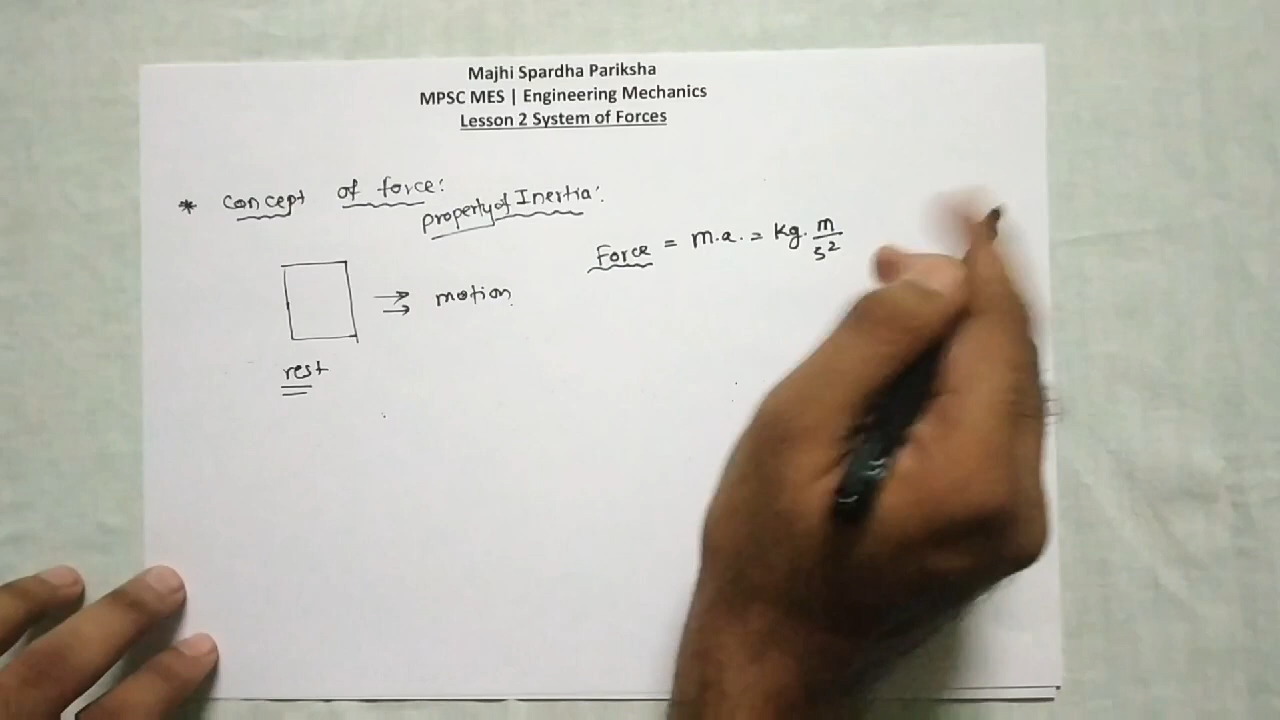 Majhi Spardha Pariksha
MPSC MES | Engineering Mechanics
Lesson 2 System of Forces
* Concept of force:
property of Inertia:
Force = m.a. = kg. m/s²
motion.
rest